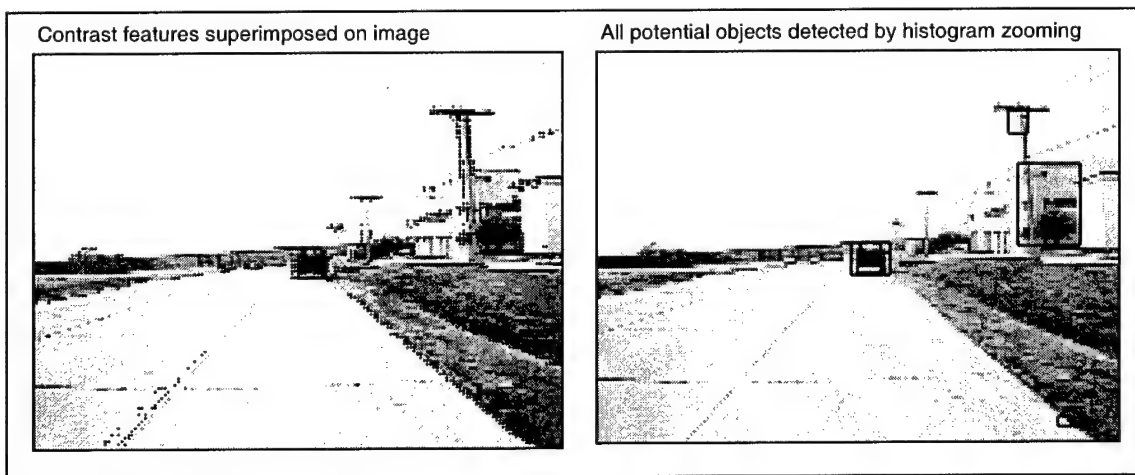 Contrast features superimposed on image
All potential objects detected by histogram zooming